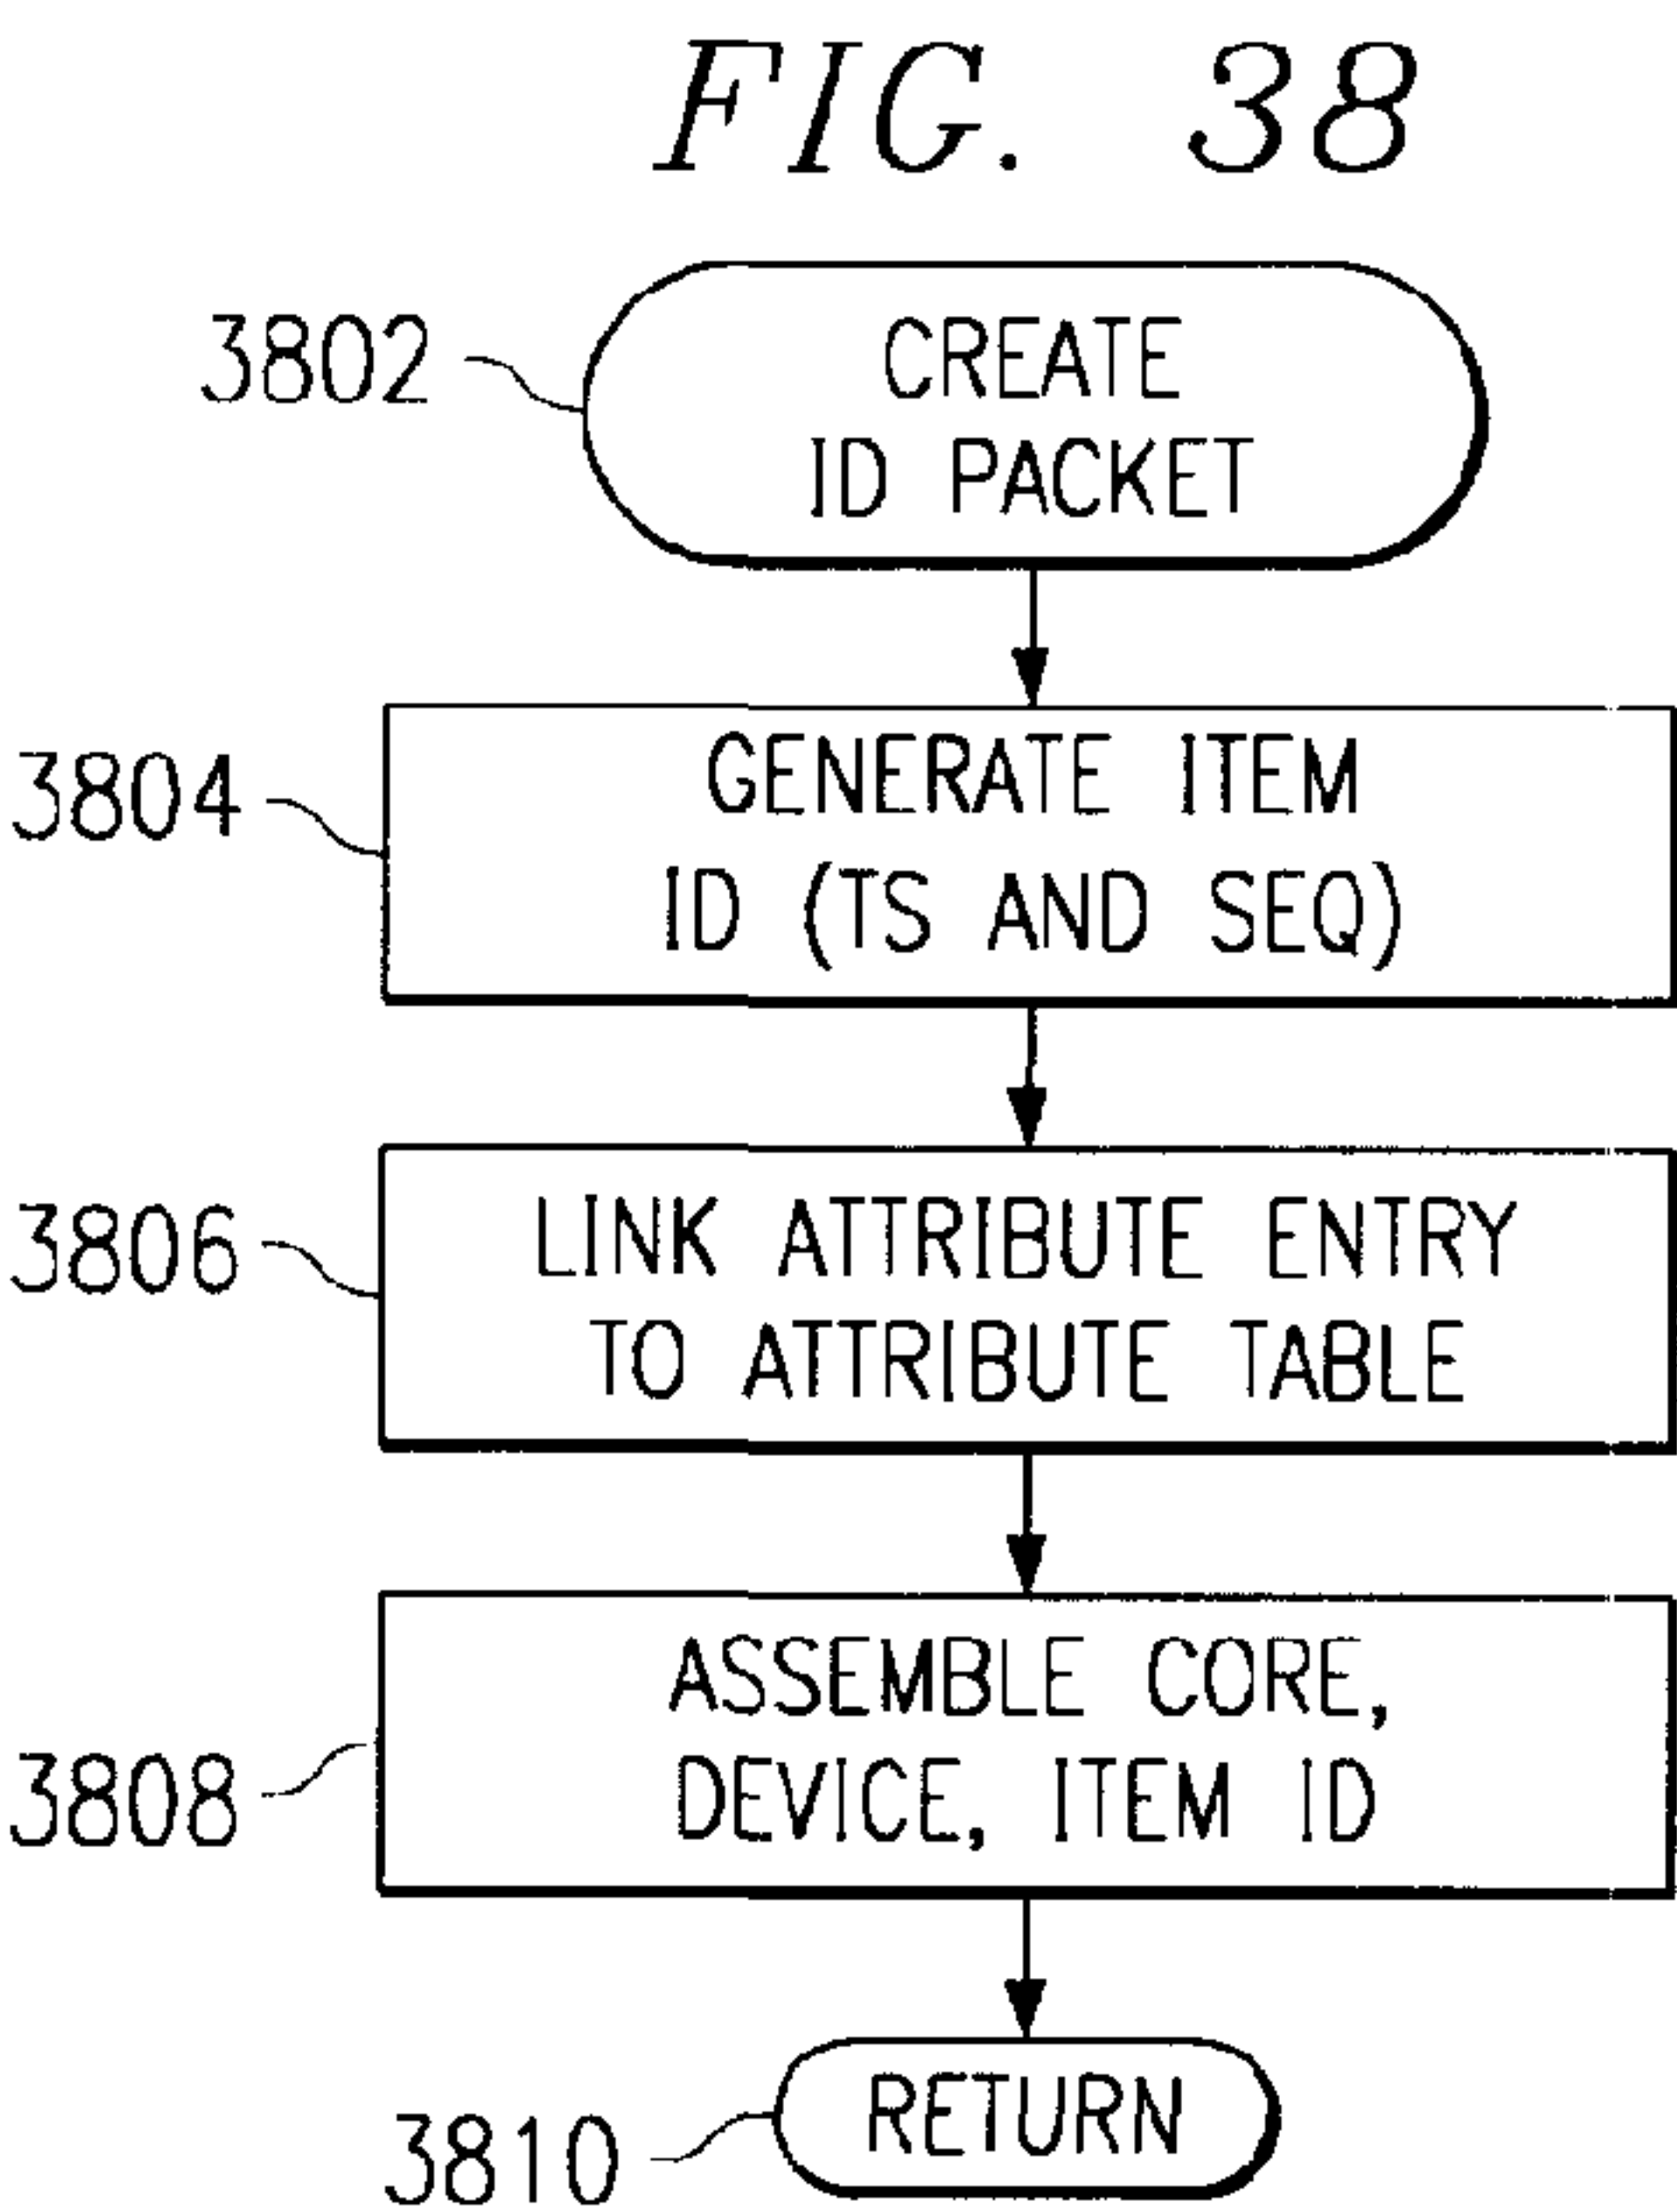 FIG. 38
3802
CREATE
ID PACKET
3804
GENERATE ITEM
ID (TS AND SEQ)
3806
LINK ATTRIBUTE ENTRY
TO ATTRIBUTE TABLE
3808
ASSEMBLE CORE,
DEVICE, ITEM ID
3810
RETURN